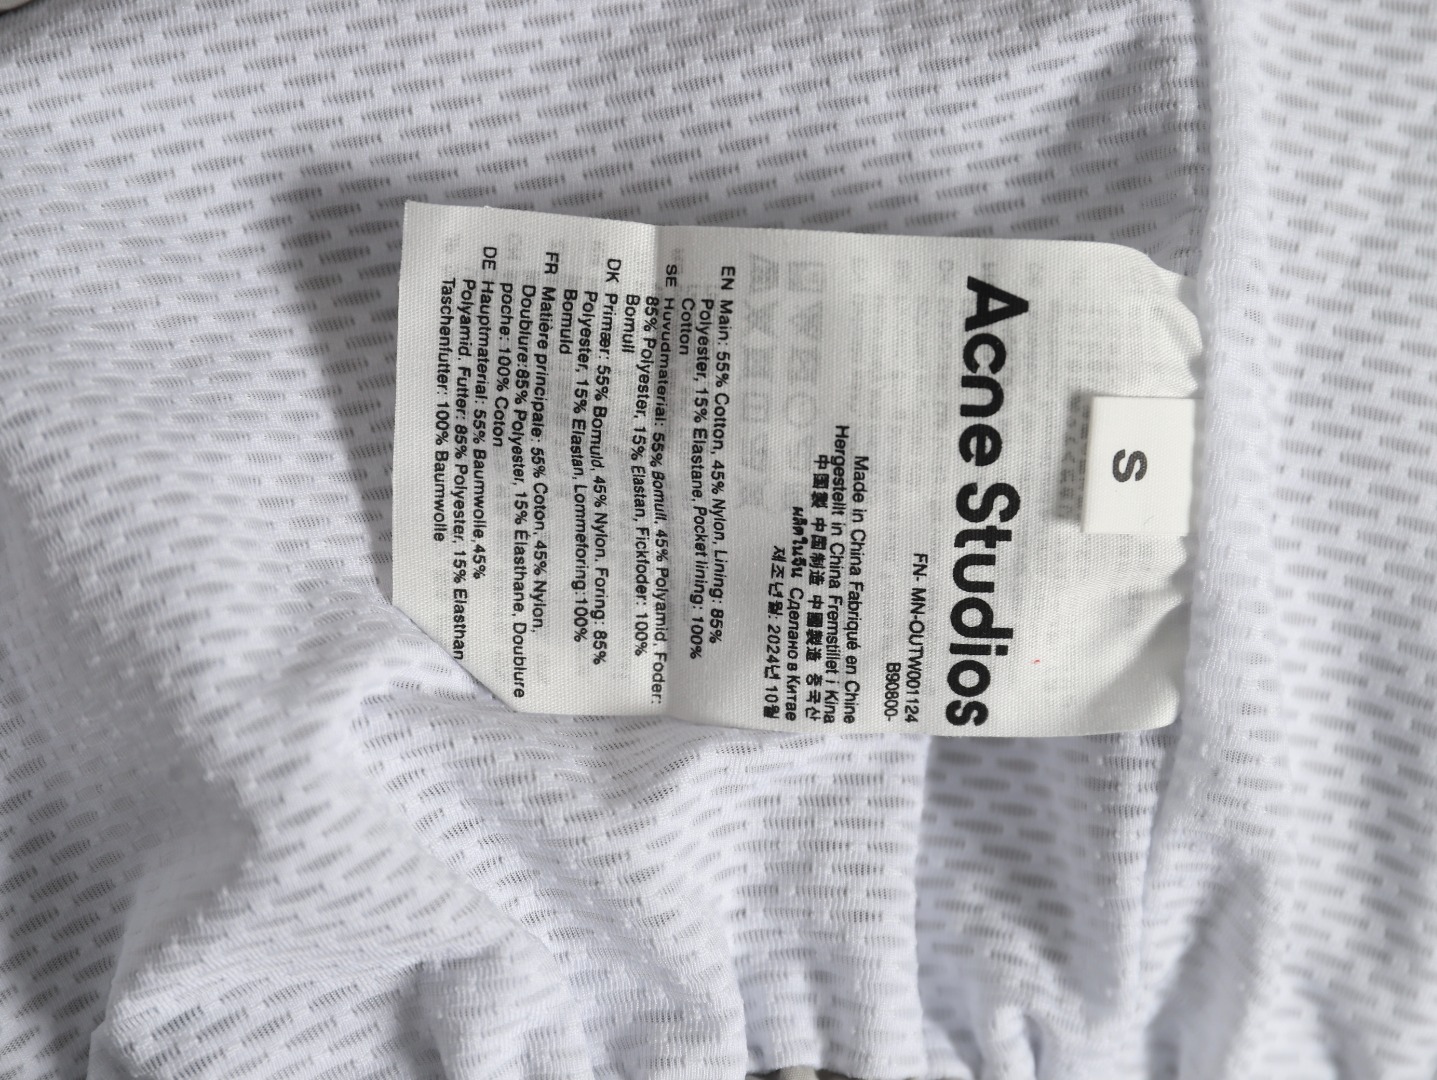 S
Acne Studios
FN- MN-OUTW001124
B90800-
Made in China Fabriqué en Chine
Hergestellt in China Fremstillet i Kina
中国製 中国制造 中國製造 중국산
ผลิตในจีน Сделано в Китае
제조년월: 2024년 10월
EN Main: 55% Cotton, 45% Nylon, Lining: 85%
Polyester, 15% Elastane, Pocket lining: 100%
Cotton
SE Huvudmaterial: 55% Bomull, 45% Polyamid, Foder:
85% Polyester, 15% Elastan, Fickfoder: 100%
Bomull
DK Primær: 55% Bomuld, 45% Nylon. Foring: 85%
Polyester, 15% Elastan, Lommeforing:100%
Bomuld
FR Matière principale: 55% Coton, 45% Nylon,
Doublure:85% Polyester, 15% Élasthane, Doublure
poche: 100% Coton
DE Hauptmaterial: 55% Baumwolle,45%
Polyamid. Futter: 85% Polyester, 15% Elasthan
Taschenfutter: 100% Baumwolle